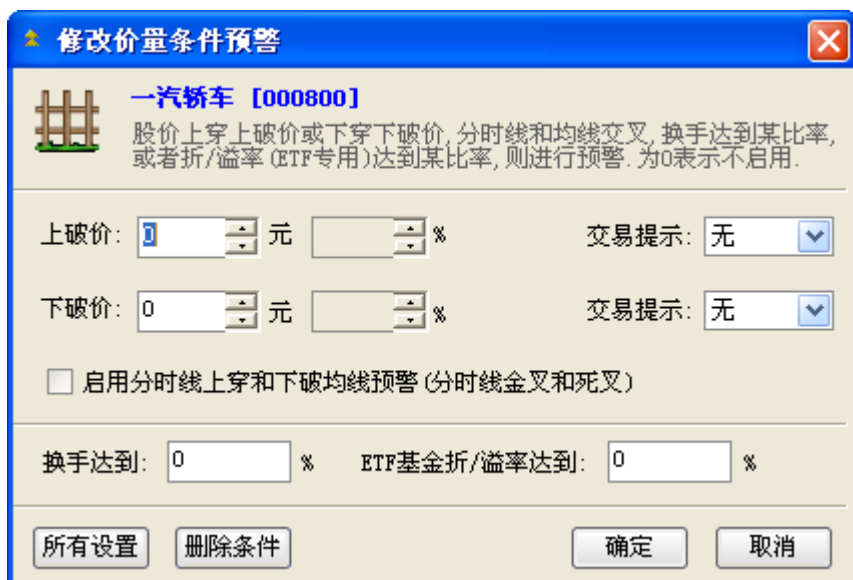 修改价量条件预警
一汽轿车 [000800]
股价上穿上破价或下穿下破价, 分时线和均线交叉, 换手达到某比率,
或者折/溢率(ETF专用)达到某比率, 则进行预警. 为0表示不启用.
上破价: 0 元 % 交易提示: 无
下破价: 0 元 % 交易提示: 无
启用分时线上穿和下破均线预警(分时线金叉和死叉)
换手达到: 0 % ETF基金折/溢率达到: 0 %
所有设置 删除条件 确定 取消